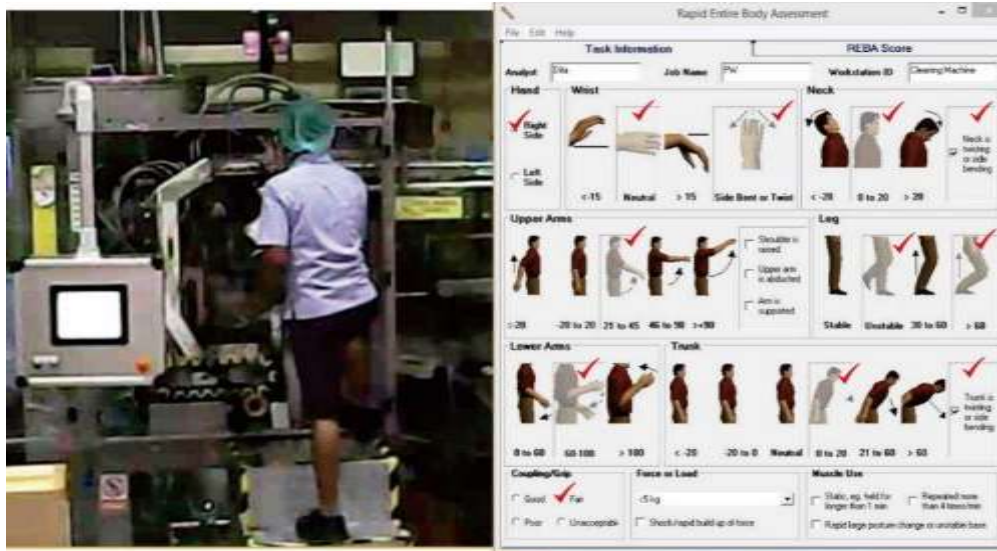 Rapid Entire Body Assessment
File Edit Help
Task Information
REBA Score
Analyst
Job Name
PW
Workstation ID
Cleaning Machine
Hand
Wrist
Neck
Right Side
Left Side
Neck is twisting or side bending
<-15
Neutral
> 15
Side Bent or Twist
< -20
0 to 20
> 20
Upper Arms
Leg
Shoulder is raised
Upper arm is abducted
Arm is supported
-20 to 20
21 to 45
46 to 90
>+90
Stable
Unstable
30 to 60
> 60
Lower Arms
Trunk
Trunk is twisting or side bending
0 to 60
60-100
> 100
< -20
-20 to 0
Neutral
0 to 20
21 to 60
> 60
Coupling/Grip
Force or Load
Muscle Use
Good
Fair
<5 kg
Static, eg. held for longer than 1 min
Repeated more than 4 times/min
Poor
Unacceptable
Shock/rapid build up of force
Rapid large posture change or unstable base